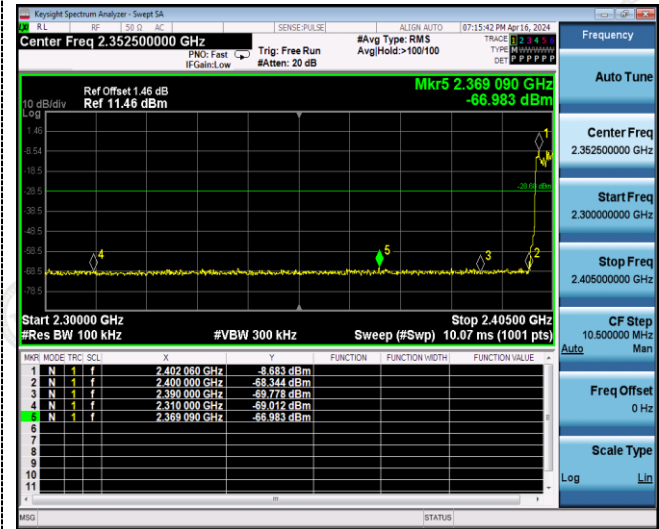 Keysight Spectrum Analyzer - Swept SA
RL RF 50 Ω AC SENSE:PULSE ALIGN AUTO 07:15:42 PM Apr 16, 2024
Center Freq 2.352500000 GHz
PNO: Fast
IFGain:Low
Trig: Free Run
#Atten: 20 dB
#Avg Type: RMS
Avg|Hold:>100/100
TRACE 1 2 3 4 5 6
TYPE M W W W W W
DET P P P P P P
Frequency
Auto Tune
Center Freq
2.352500000 GHz
Start Freq
2.300000000 GHz
Stop Freq
2.405000000 GHz
CF Step
10.500000 MHz
Auto Man
Freq Offset
0 Hz
Scale Type
Log Lin
Mkr5 2.369 090 GHz
-66.983 dBm
Ref Offset 1.46 dB
10 dB/div Ref 11.46 dBm
Log
1.46
-8.54
-18.5
-28.5
-38.5
-48.5
-58.5
-68.5
-78.5
-28.60 dBm
1
2
3
4
5
Start 2.30000 GHz Stop 2.40500 GHz
#Res BW 100 kHz #VBW 300 kHz Sweep (#Swp) 10.07 ms (1001 pts)
MKR MODE TRC SCL X Y FUNCTION FUNCTION WIDTH FUNCTION VALUE
1 N 1 f 2.402 060 GHz -8.683 dBm
2 N 1 f 2.400 000 GHz -68.344 dBm
3 N 1 f 2.390 000 GHz -69.778 dBm
4 N 1 f 2.310 000 GHz -69.012 dBm
5 N 1 f 2.369 090 GHz -66.983 dBm
6
7
8
9
10
11
MSG STATUS